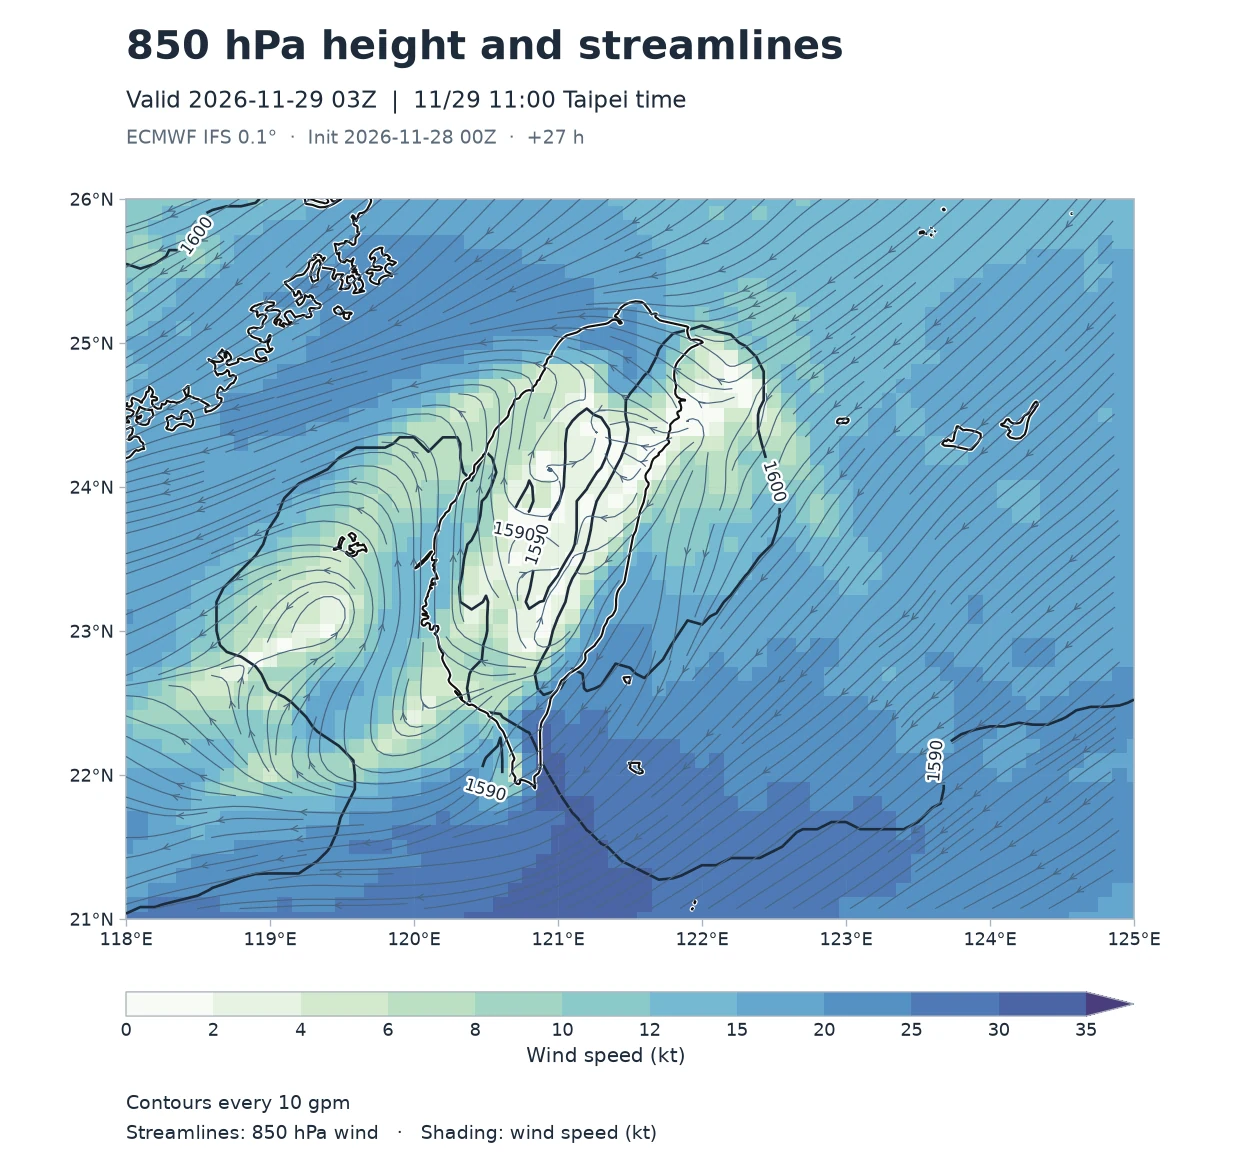 850 hPa height and streamlines
Valid 2026-11-29 03Z | 11/29 11:00 Taipei time
ECMWF IFS 0.1° · Init 2026-11-28 00Z · +27 h
26°N
1600
25°N
24°N
1600
1590
1590
23°N
1590
22°N
1590
21°N
118°E 119°E 120°E 121°E 122°E 123°E 124°E 125°E
0 2 4 6 8 10 12 15 20 25 30 35
Wind speed (kt)
Contours every 10 gpm
Streamlines: 850 hPa wind · Shading: wind speed (kt)